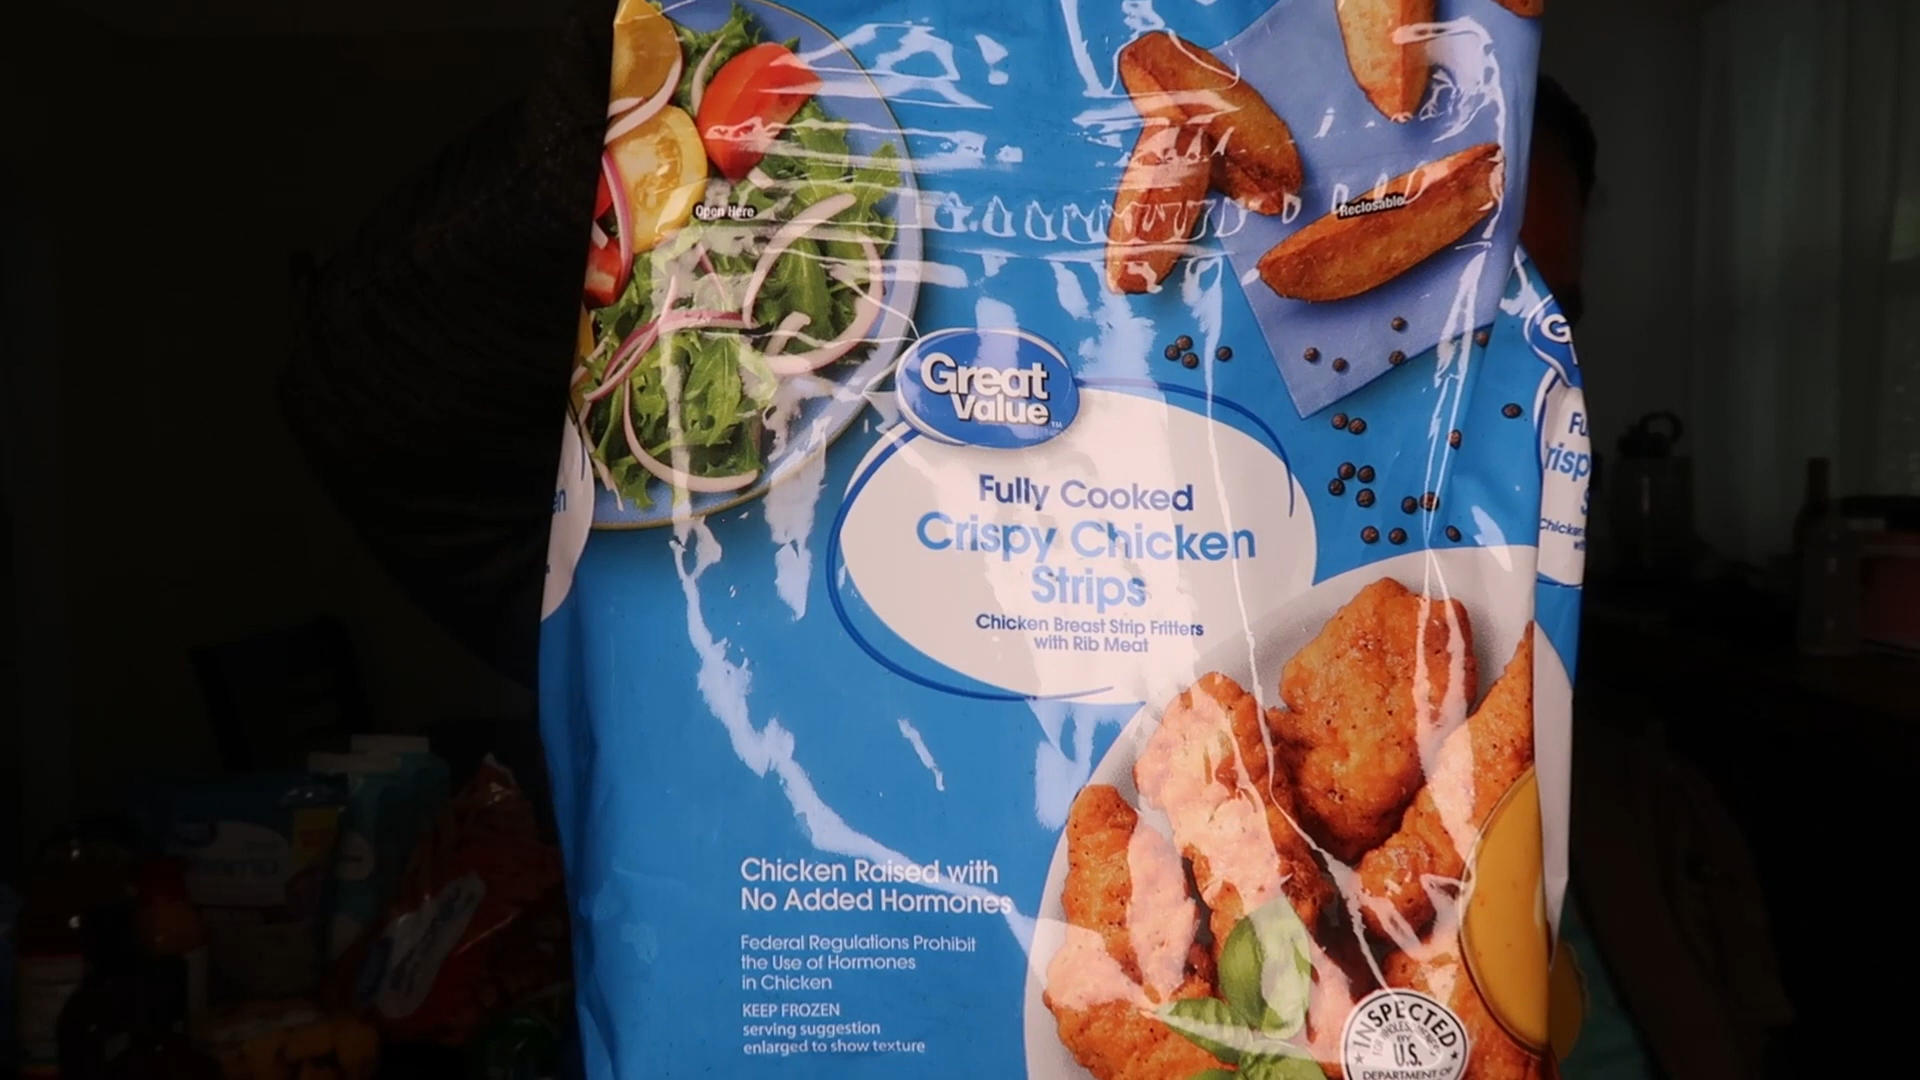 Open Here
Reclosable
Great
Value™
Fully Cooked
Crispy Chicken
Strips
Chicken Breast Strip Fritters
with Rib Meat
Chicken Raised with
No Added Hormones
Federal Regulations Prohibit
the Use of Hormones
in Chicken
KEEP FROZEN
serving suggestion
enlarged to show texture
INSPECTED
BY
U.S.
DEPARTMENT OF